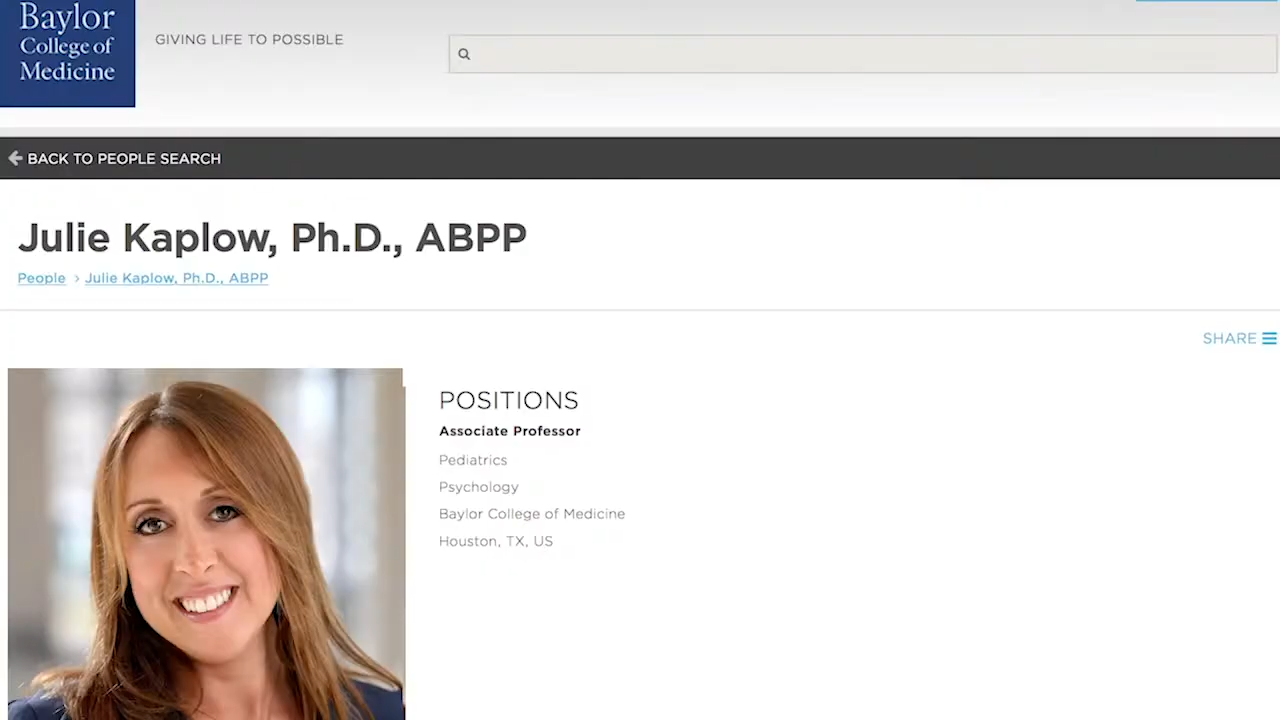 Baylor
College of
Medicine
GIVING LIFE TO POSSIBLE
BACK TO PEOPLE SEARCH
Julie Kaplow, Ph.D., ABPP
People > Julie Kaplow, Ph.D., ABPP
SHARE
POSITIONS
Associate Professor
Pediatrics
Psychology
Baylor College of Medicine
Houston, TX, US